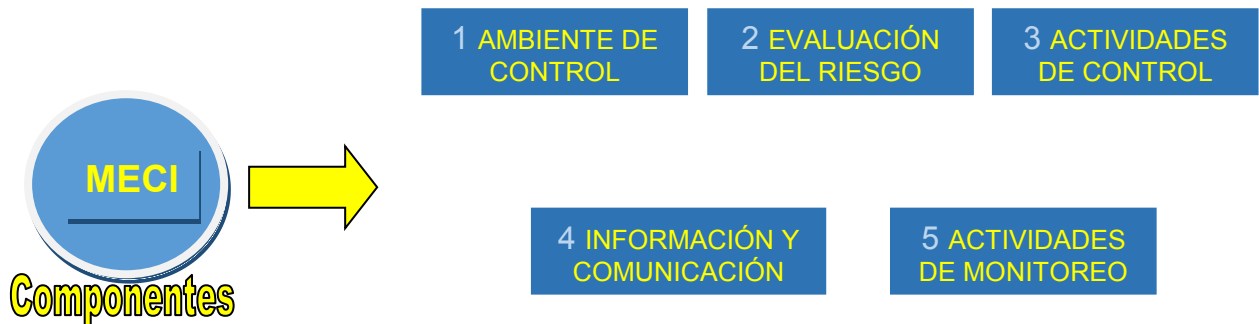 1 AMBIENTE DE
CONTROL
2 EVALUACIÓN
DEL RIESGO
3 ACTIVIDADES
DE CONTROL
MECI
Componentes
4 INFORMACIÓN Y
COMUNICACIÓN
5 ACTIVIDADES
DE MONITOREO